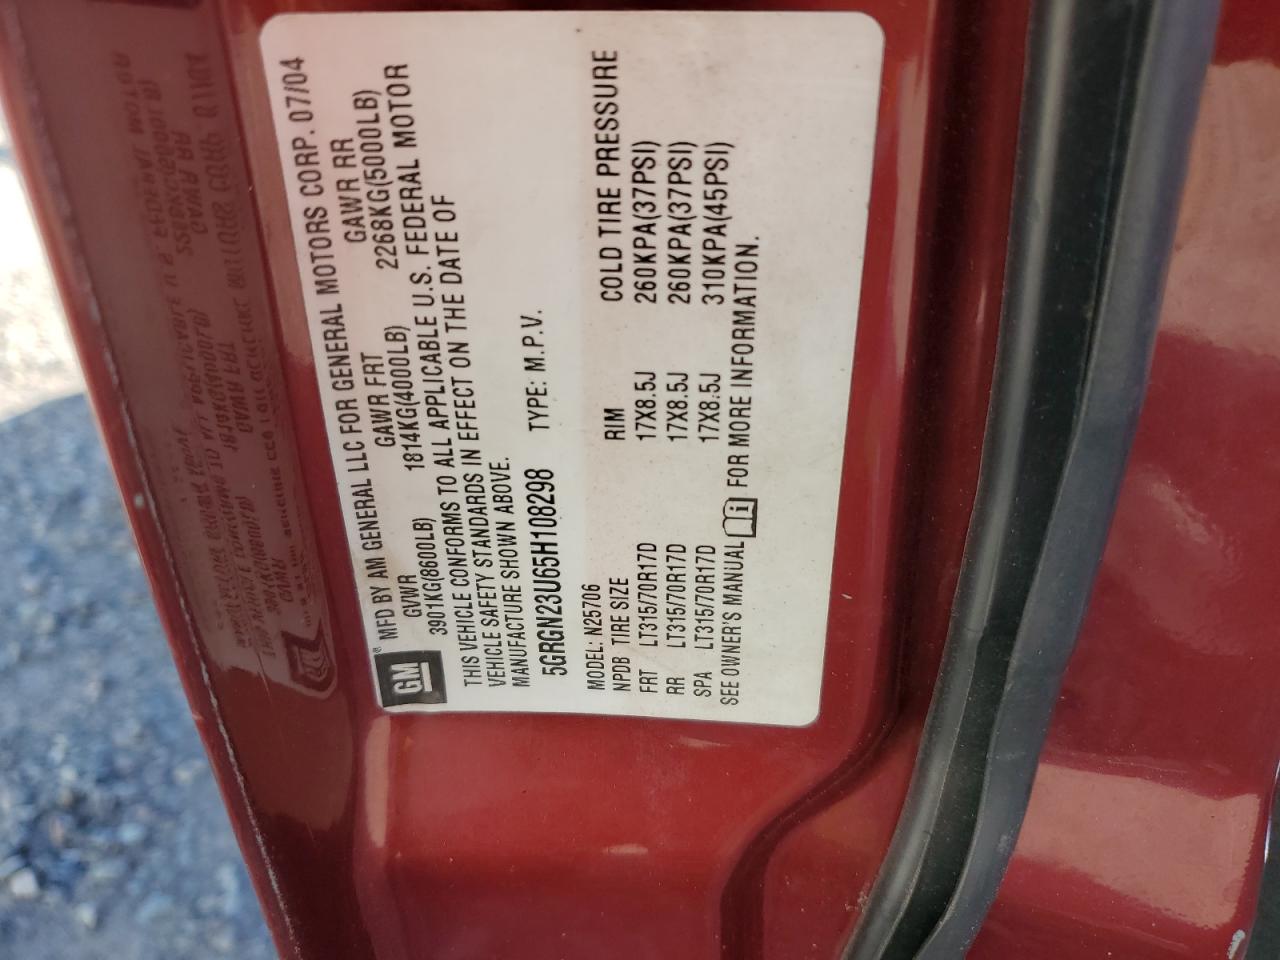 MFD BY AM GENERAL LLC FOR GENERAL MOTORS CORP. 07/04
GM®
GVWR GAWR FRT GAWR RR
3901KG(8600LB) 1814KG(4000LB) 2268KG(5000LB)
THIS VEHICLE CONFORMS TO ALL APPLICABLE U.S. FEDERAL MOTOR
VEHICLE SAFETY STANDARDS IN EFFECT ON THE DATE OF
MANUFACTURE SHOWN ABOVE.
5GRGN23U65H108298 TYPE: M.P.V.
MODEL: N25706
NPDB TIRE SIZE RIM COLD TIRE PRESSURE
FRT LT315/70R17D 17X8.5J 260KPA(37PSI)
RR LT315/70R17D 17X8.5J 260KPA(37PSI)
SPA LT315/70R17D 17X8.5J 310KPA(45PSI)
SEE OWNER'S MANUAL i FOR MORE INFORMATION.